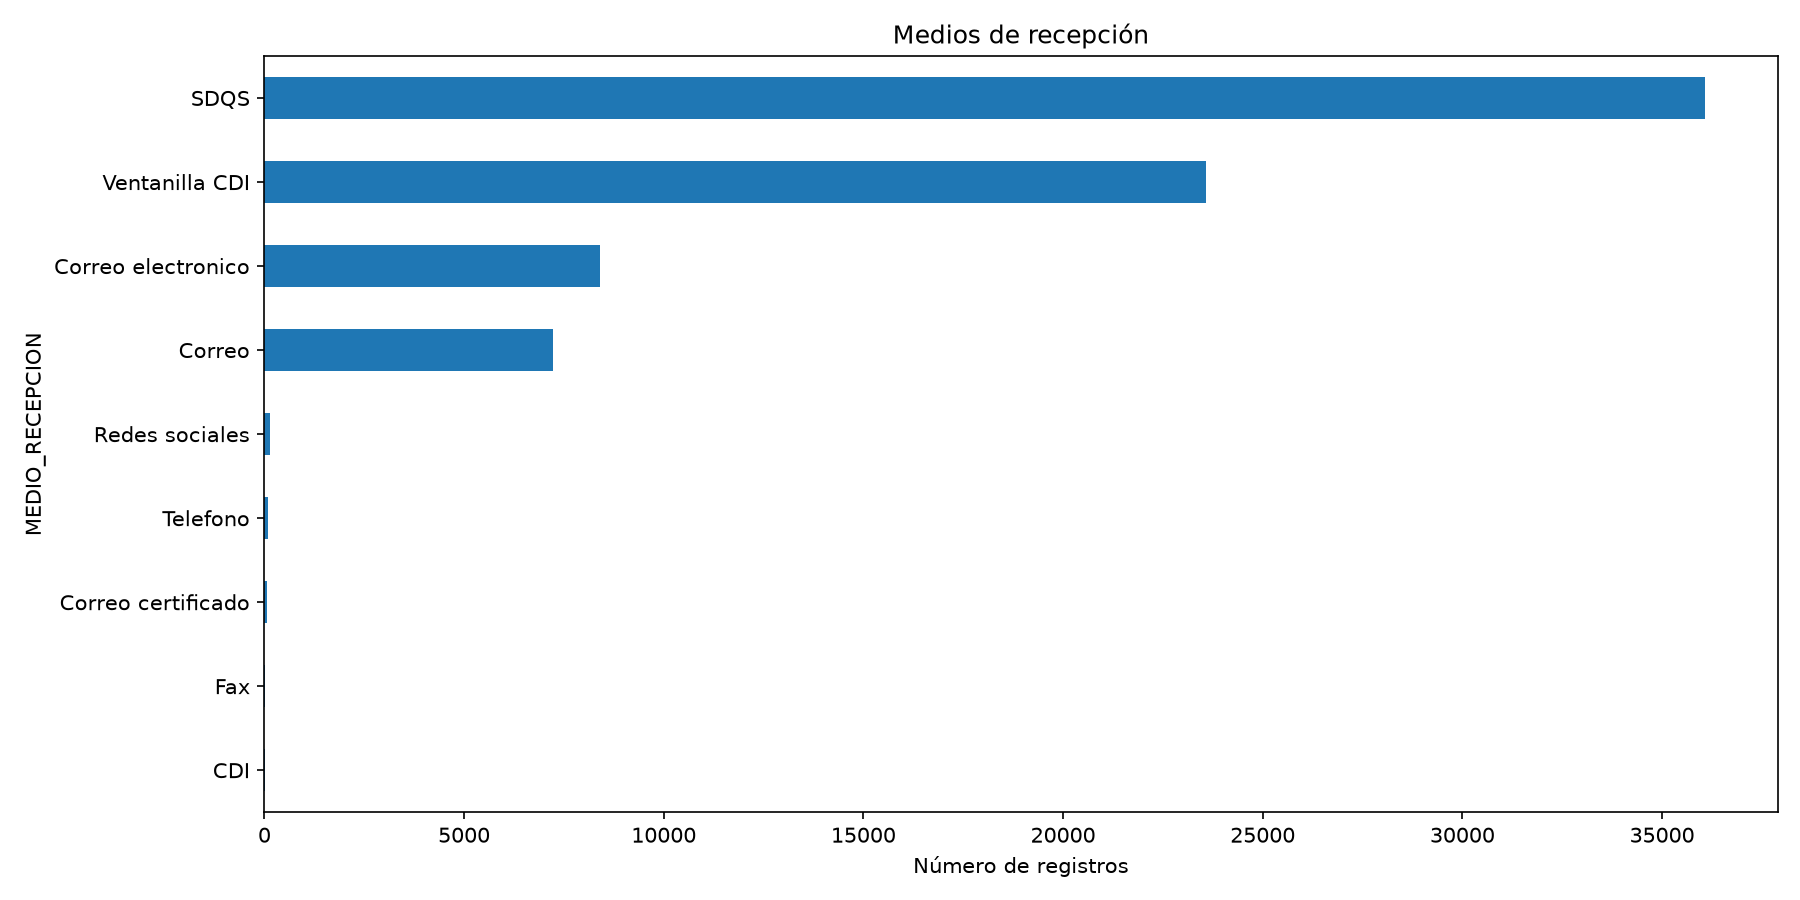 Medios de recepción
SDQS
Ventanilla CDI
Correo electronico
Correo
Redes sociales
Telefono
Correo certificado
Fax
CDI
MEDIO_RECEPCION
0 5000 10000 15000 20000 25000 30000 35000
Número de registros